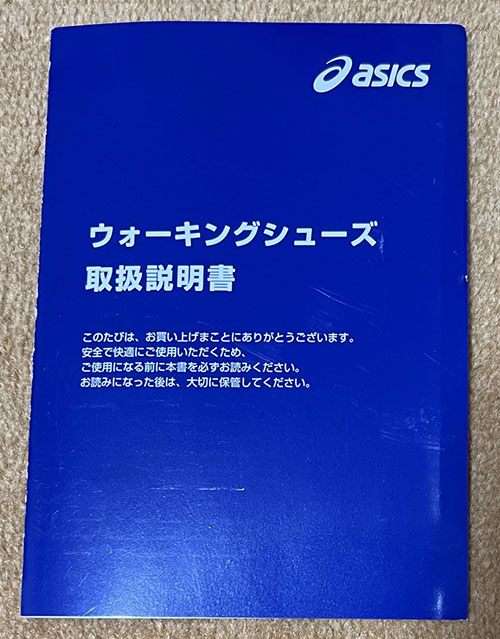 asics
ウォーキングシューズ
取扱説明書
このたびは、お買い上げまことにありがとうございます。
安全で快適にご使用いただくため、
ご使用になる前に本書を必ずお読みください。
お読みになった後は、大切に保管してください。